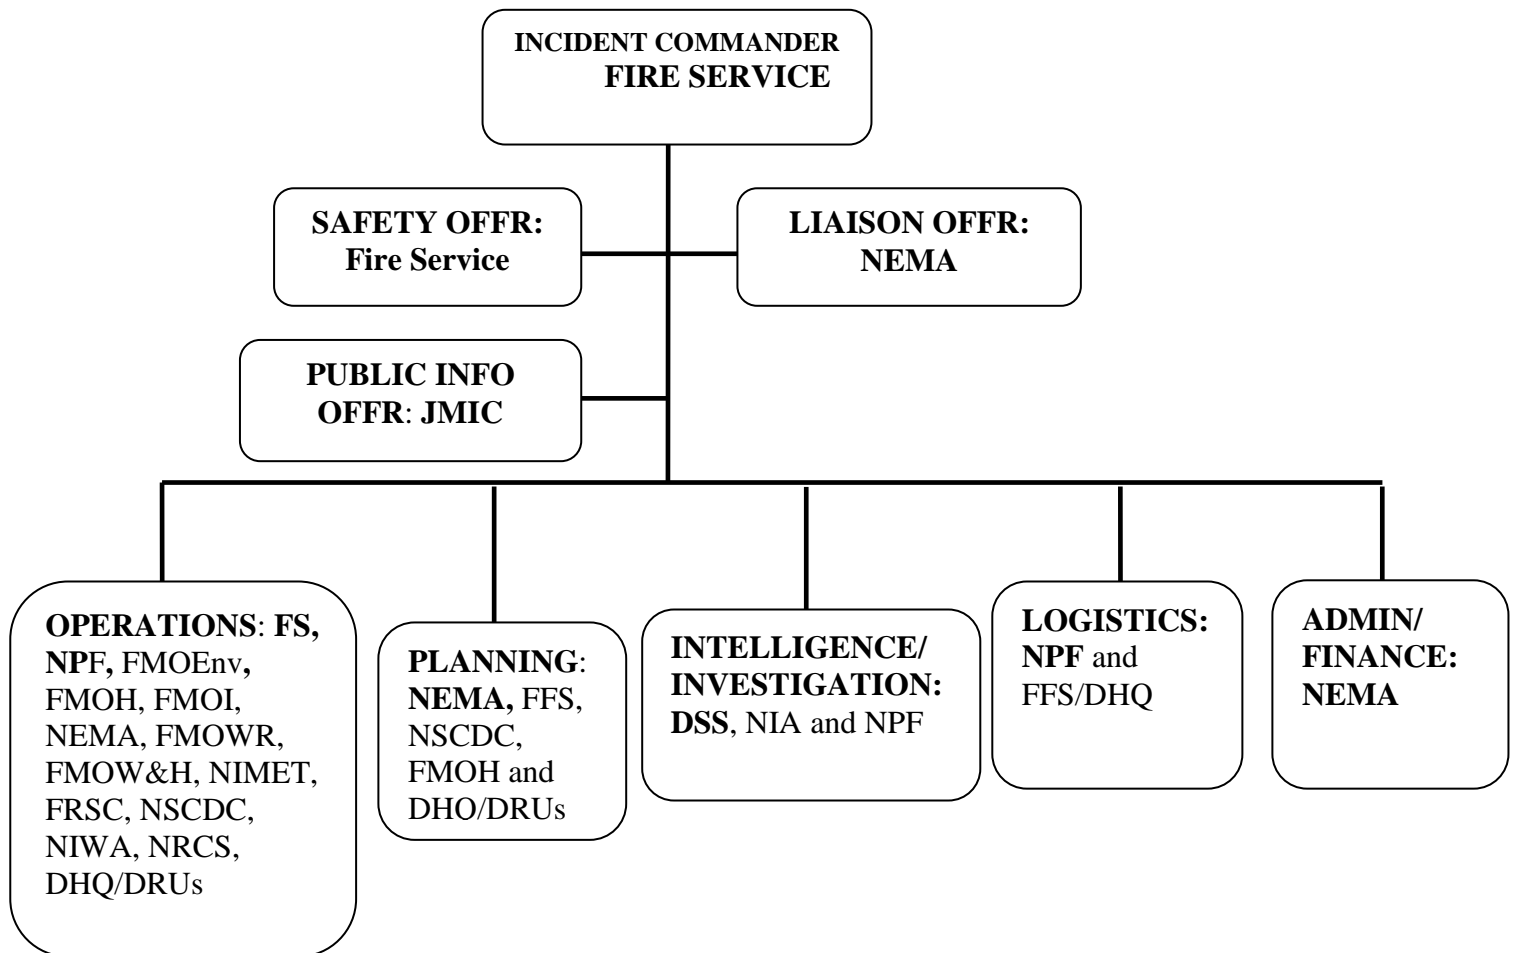 INCIDENT COMMANDER
FIRE SERVICE
SAFETY OFFR:
Fire Service
LIAISON OFFR:
NEMA
PUBLIC INFO
OFFR: JMIC
OPERATIONS: FS,
NPF, FMOEnv,
FMOH, FMOI,
NEMA, FMOWR,
FMOW&H, NIMET,
FRSC, NSCDC,
NIWA, NRCS,
DHQ/DRUs
PLANNING:
NEMA, FFS,
NSCDC,
FMOH and
DHO/DRUs
INTELLIGENCE/
INVESTIGATION:
DSS, NIA and NPF
LOGISTICS:
NPF and
FFS/DHQ
ADMIN/
FINANCE:
NEMA